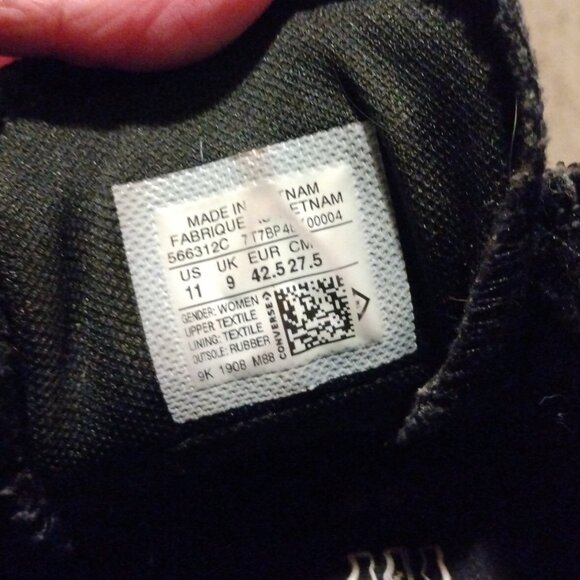 MADE IN
FABRIQUE
566312C
US UK EUR CM
11 9 42.5 27.5
GENDER: WOMEN
UPPER: TEXTILE
LINING: TEXTILE
OUTSOLE: RUBBER
9K 1908 M88
CONVERSE